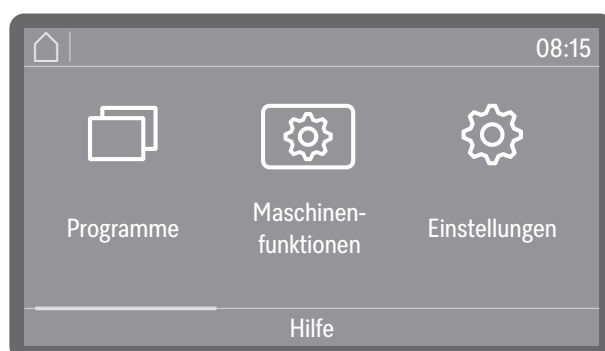 08:15
Programme
Maschinen-
funktionen
Einstellungen
Hilfe